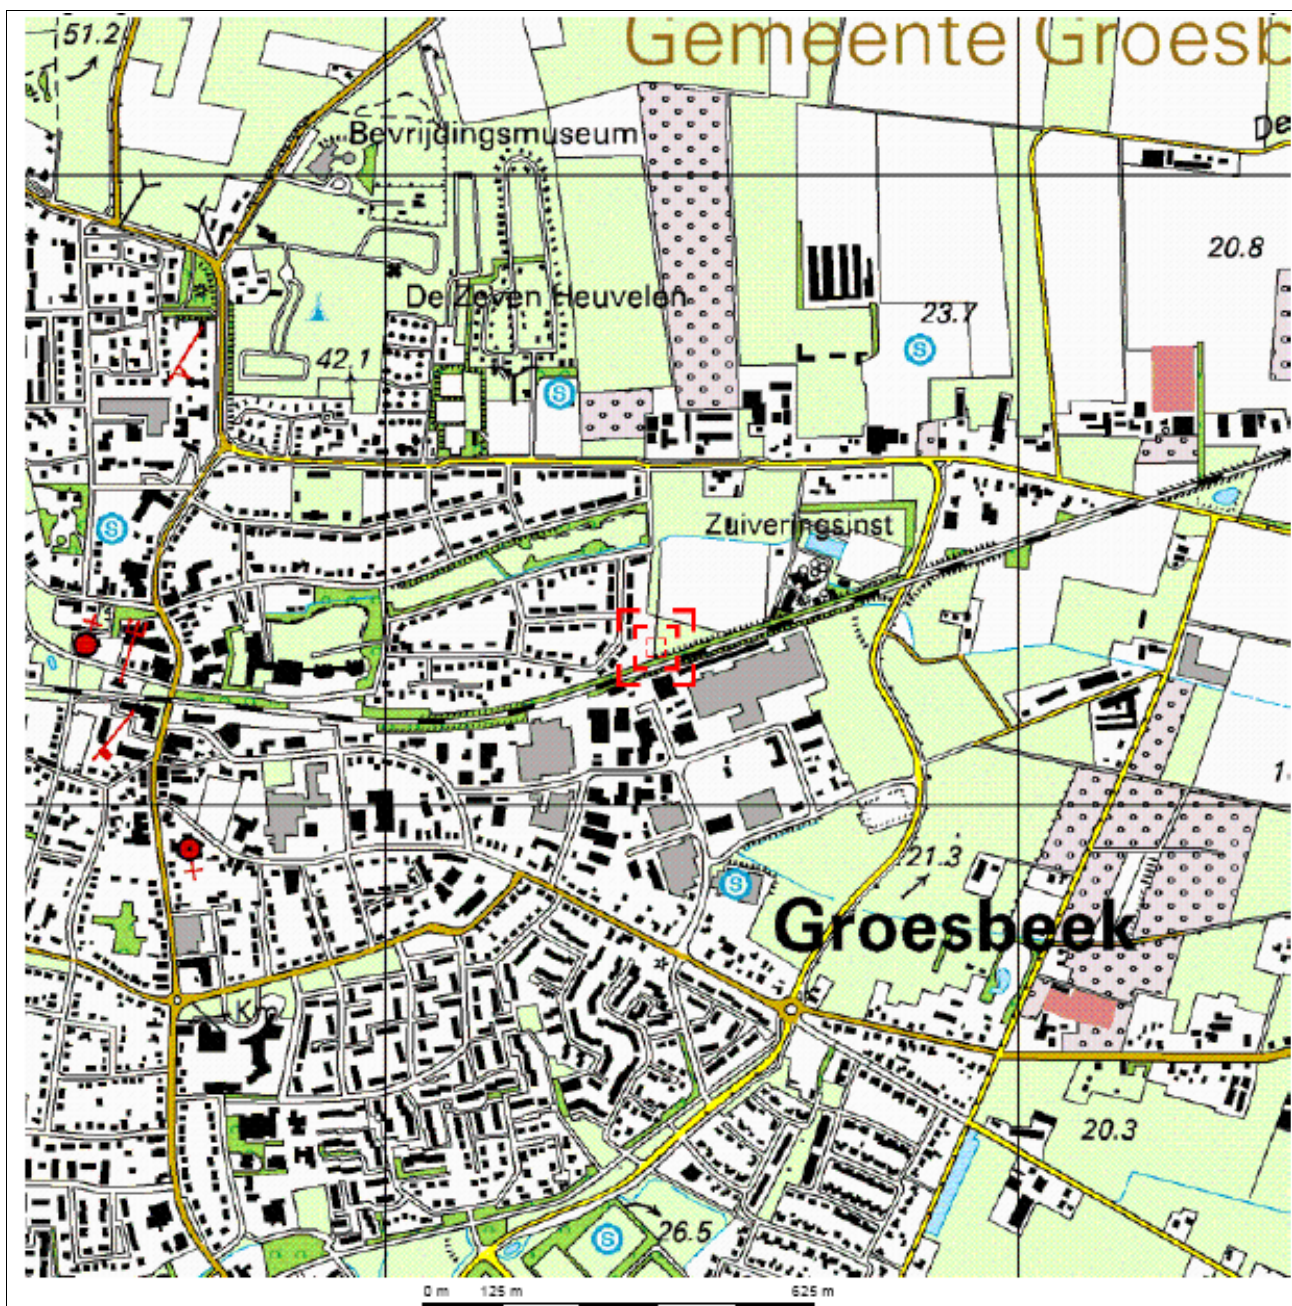 51.2
Gemeente Groesb
Bevrijdingsmuseum
De
20.8
De Zeven Heuvelen
23.7
S
42.1
S
S
Zuiveringsinst
1
21.3
S
Groesbeek
K
20.3
S
26.5
0 m 125 m 625 m